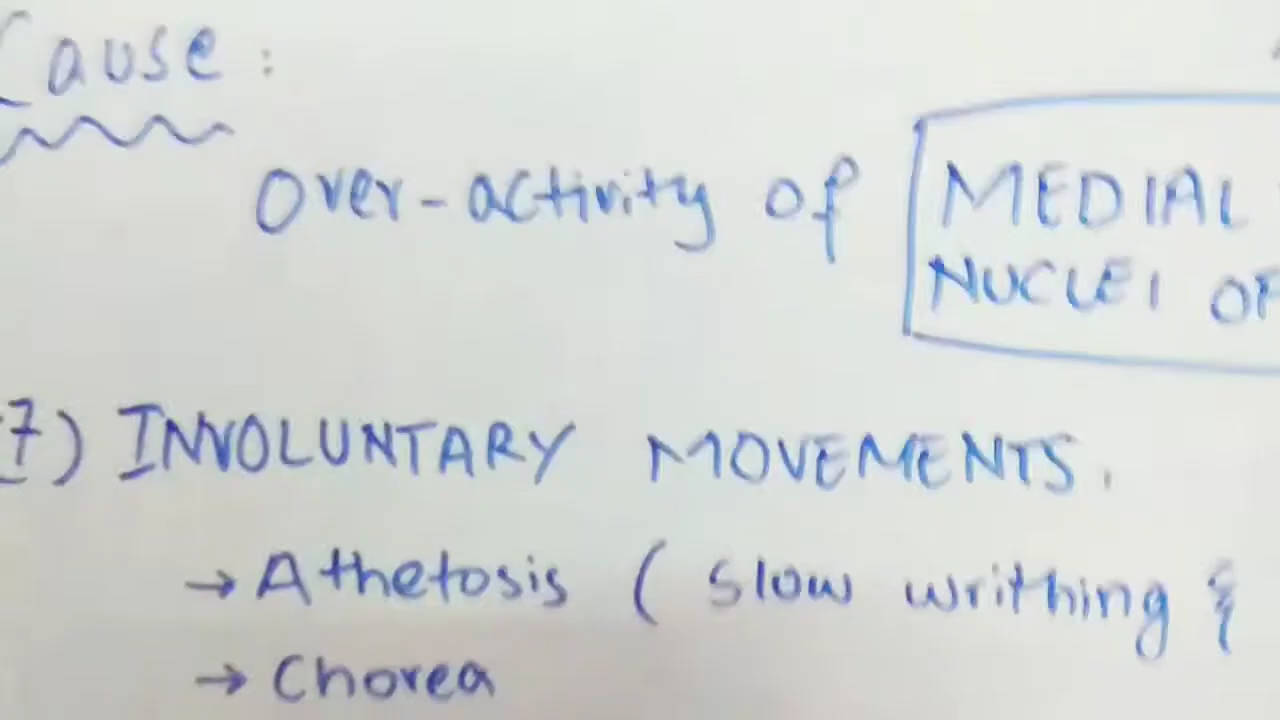 Cause:
Over-activity of MEDIAL
NUCLEI OF
7) INVOLUNTARY MOVEMENTS.
→ Athetosis ( slow writhing &
→ Chorea